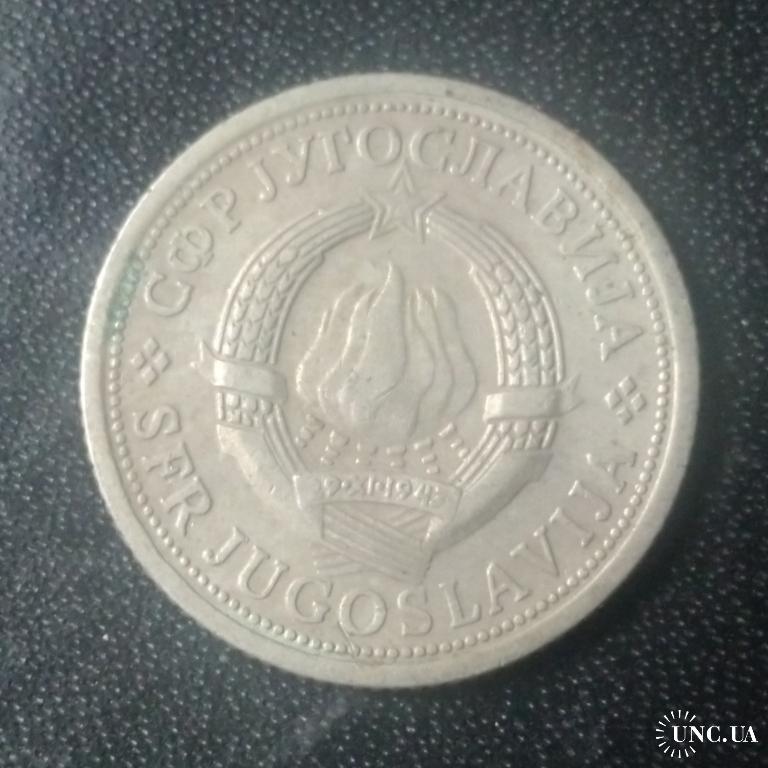 СФР ЈУГОСЛАВИЈА
SFR JUGOSLAVIJA
29·XI·1943
UNC.UA